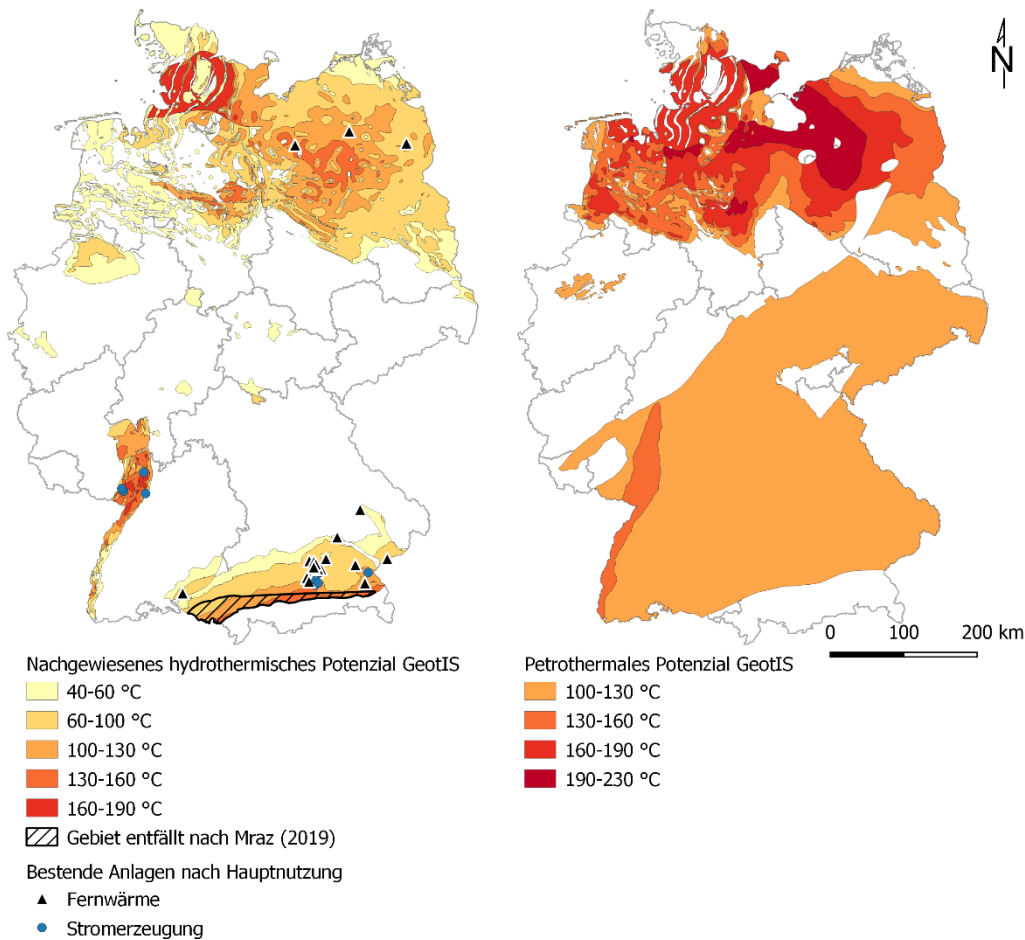 N
0 100 200 km
Nachgewiesenes hydrothermisches Potenzial GeotIS
40-60 °C
60-100 °C
100-130 °C
130-160 °C
160-190 °C
Gebiet entfällt nach Mraz (2019)
Bestende Anlagen nach Hauptnutzung
Fernwärme
Stromerzeugung
Petrothermales Potenzial GeotIS
100-130 °C
130-160 °C
160-190 °C
190-230 °C